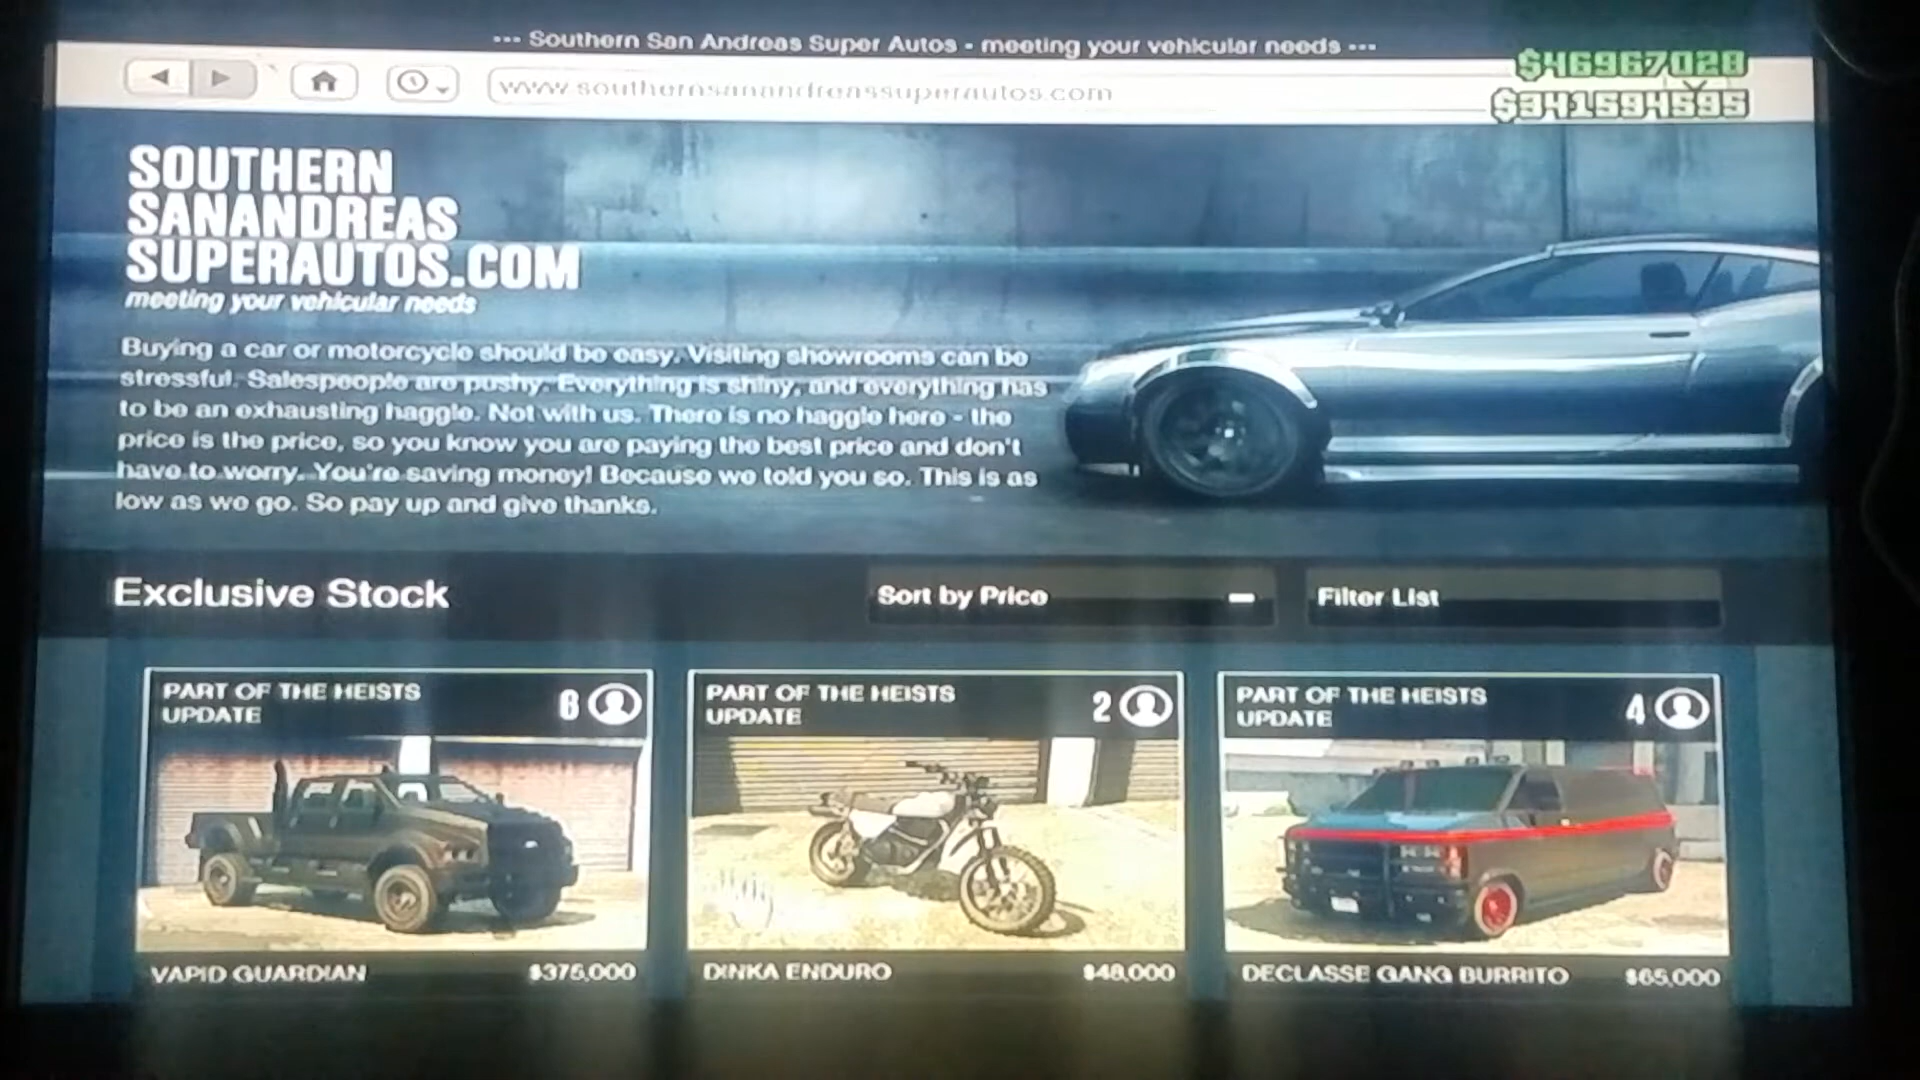 --- Southern San Andreas Super Autos - meeting your vehicular needs ---
$46967028
www.southernsanandreassuperautos.com
$341594595
SOUTHERN
SANANDREAS
SUPERAUTOS.COM
meeting your vehicular needs
Buying a car or motorcycle should be easy. Visiting showrooms can be
stressful. Salespeople are pushy. Everything is shiny, and everything has
to be an exhausting haggle. Not with us. There is no haggle here - the
price is the price, so you know you are paying the best price and don't
have to worry. You're saving money! Because we told you so. This is as
low as we go. So pay up and give thanks.
Exclusive Stock
Sort by Price
Filter List
PART OF THE HEISTS
UPDATE
6
PART OF THE HEISTS
UPDATE
2
PART OF THE HEISTS
UPDATE
4
VAPID GUARDIAN $375,000
DINKA ENDURO $48,000
DECLASSE GANG BURRITO $65,000